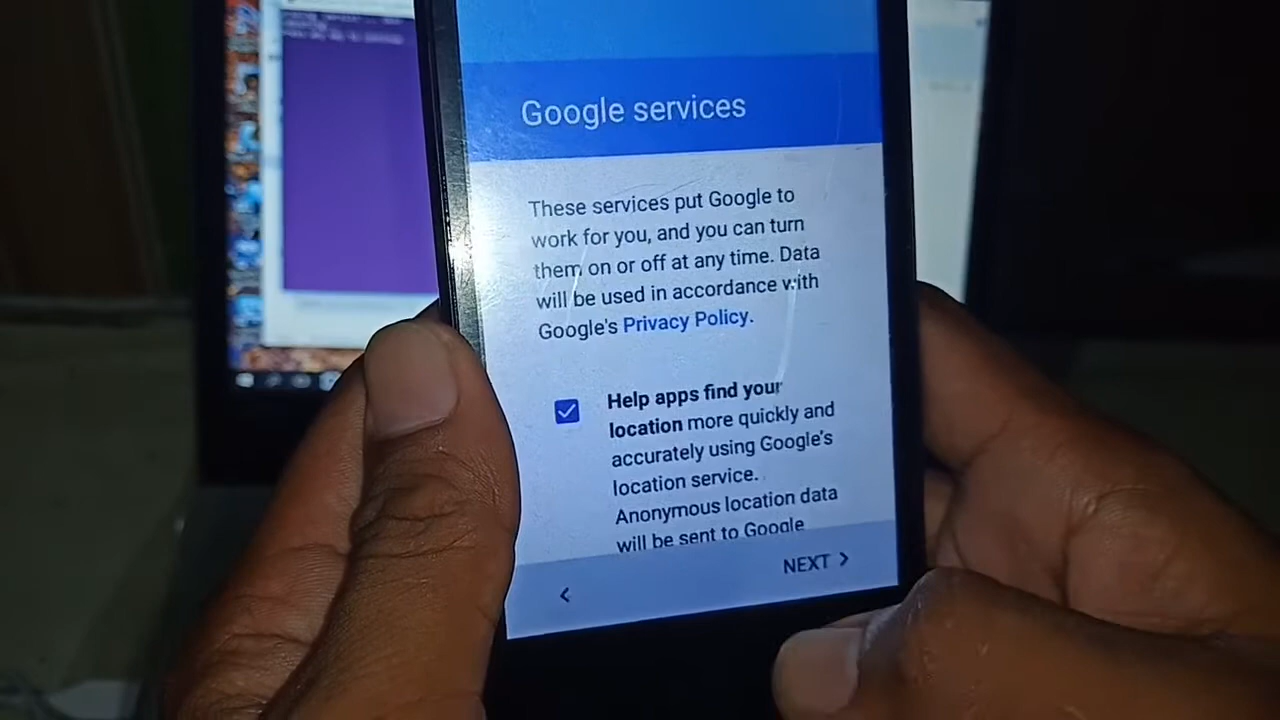 Google services
These services put Google to
work for you, and you can turn
them on or off at any time. Data
will be used in accordance with
Google's Privacy Policy.
Help apps find your
location more quickly and
accurately using Google's
location service.
Anonymous location data
will be sent to Google
NEXT